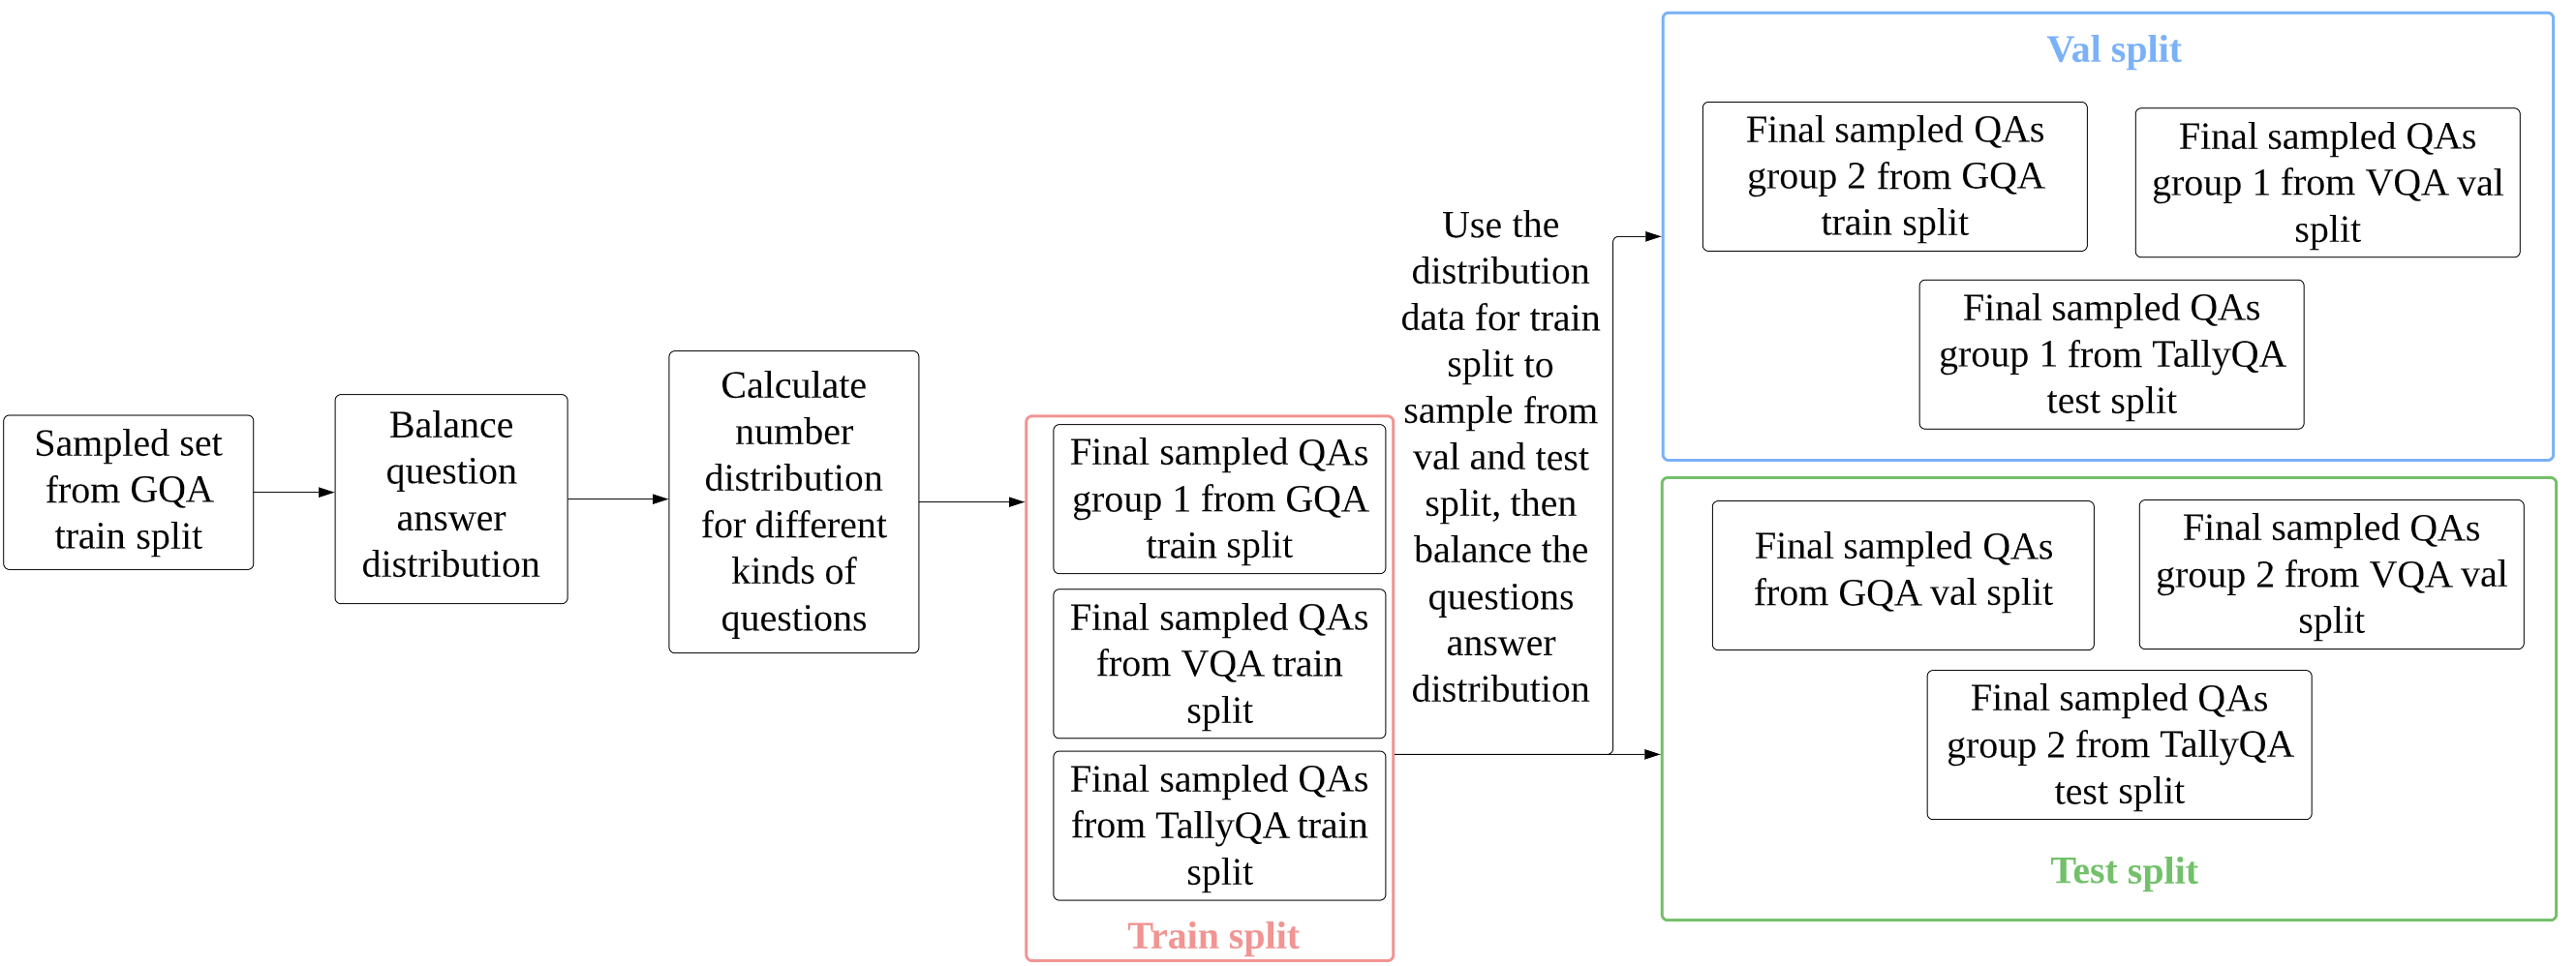 Sampled set
from GQA
train split
Balance
question
answer
distribution
Calculate
number
distribution
for different
kinds of
questions
Final sampled QAs
group 1 from GQA
train split
Final sampled QAs
from VQA train
split
Final sampled QAs
from TallyQA train
split
Train split
Use the
distribution
data for train
split to
sample from
val and test
split, then
balance the
questions
answer
distribution
Val split
Final sampled QAs
group 2 from GQA
train split
Final sampled QAs
group 1 from VQA val
split
Final sampled QAs
group 1 from TallyQA
test split
Final sampled QAs
from GQA val split
Final sampled QAs
group 2 from VQA val
split
Final sampled QAs
group 2 from TallyQA
test split
Test split